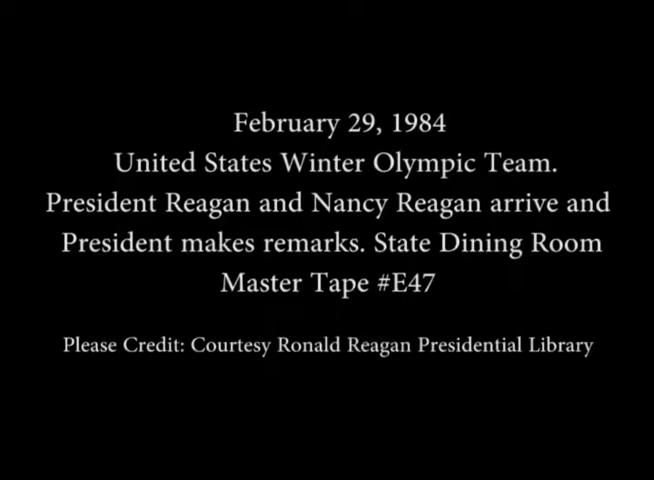 February 29, 1984
United States Winter Olympic Team.
President Reagan and Nancy Reagan arrive and
President makes remarks. State Dining Room
Master Tape #E47
Please Credit: Courtesy Ronald Reagan Presidential Library